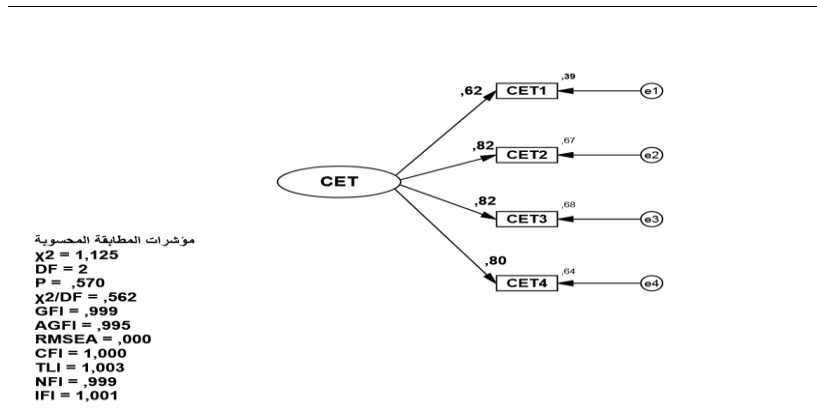 ,39
,62 CET1 e1
,67
,82 CET2 e2
CET
,68
,82 CET3 e3
,64
,80 CET4 e4
مؤشرات المطابقة المحسوبة
χ2 = 1,125
DF = 2
P = ,570
χ2/DF = ,562
GFI = ,999
AGFI = ,995
RMSEA = ,000
CFI = 1,000
TLI = 1,003
NFI = ,999
IFI = 1,001